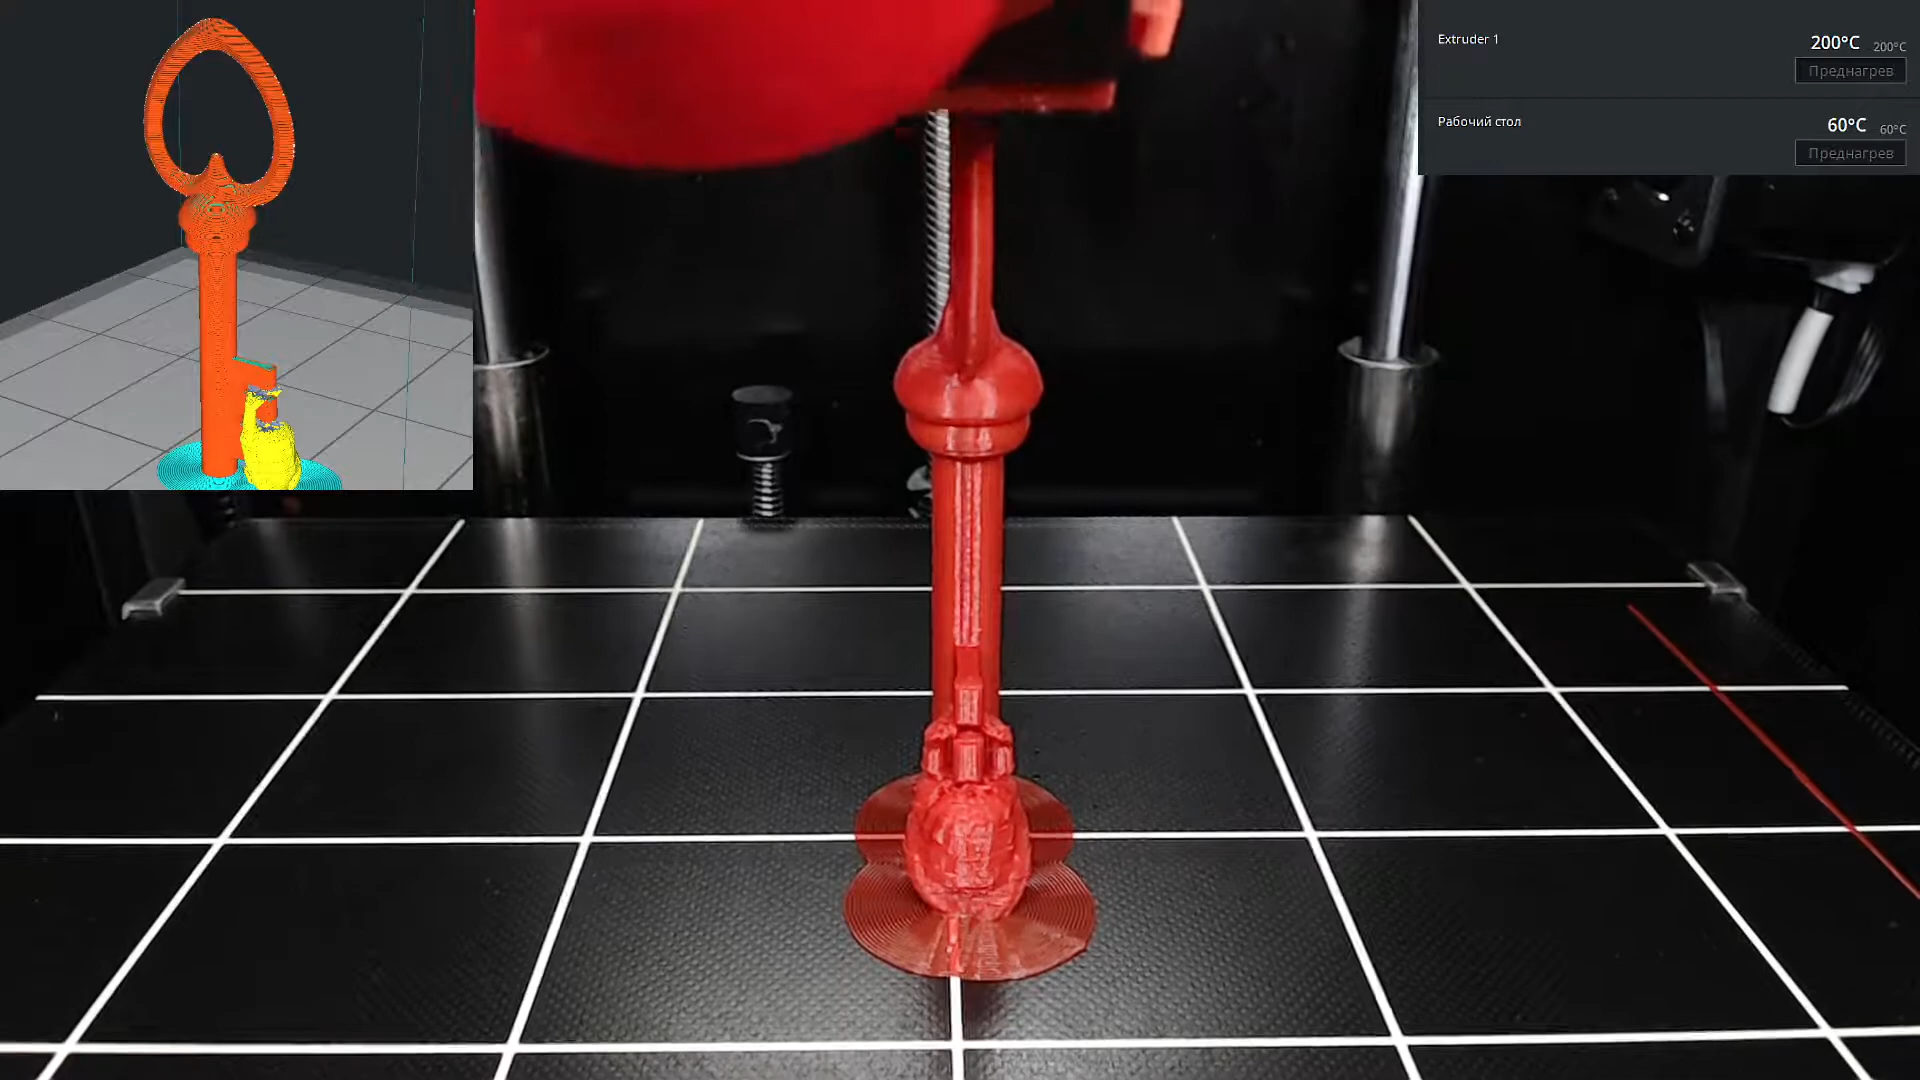 Extruder 1
200°C 200°C
Преднагрев
Рабочий стол
60°C 60°C
Преднагрев